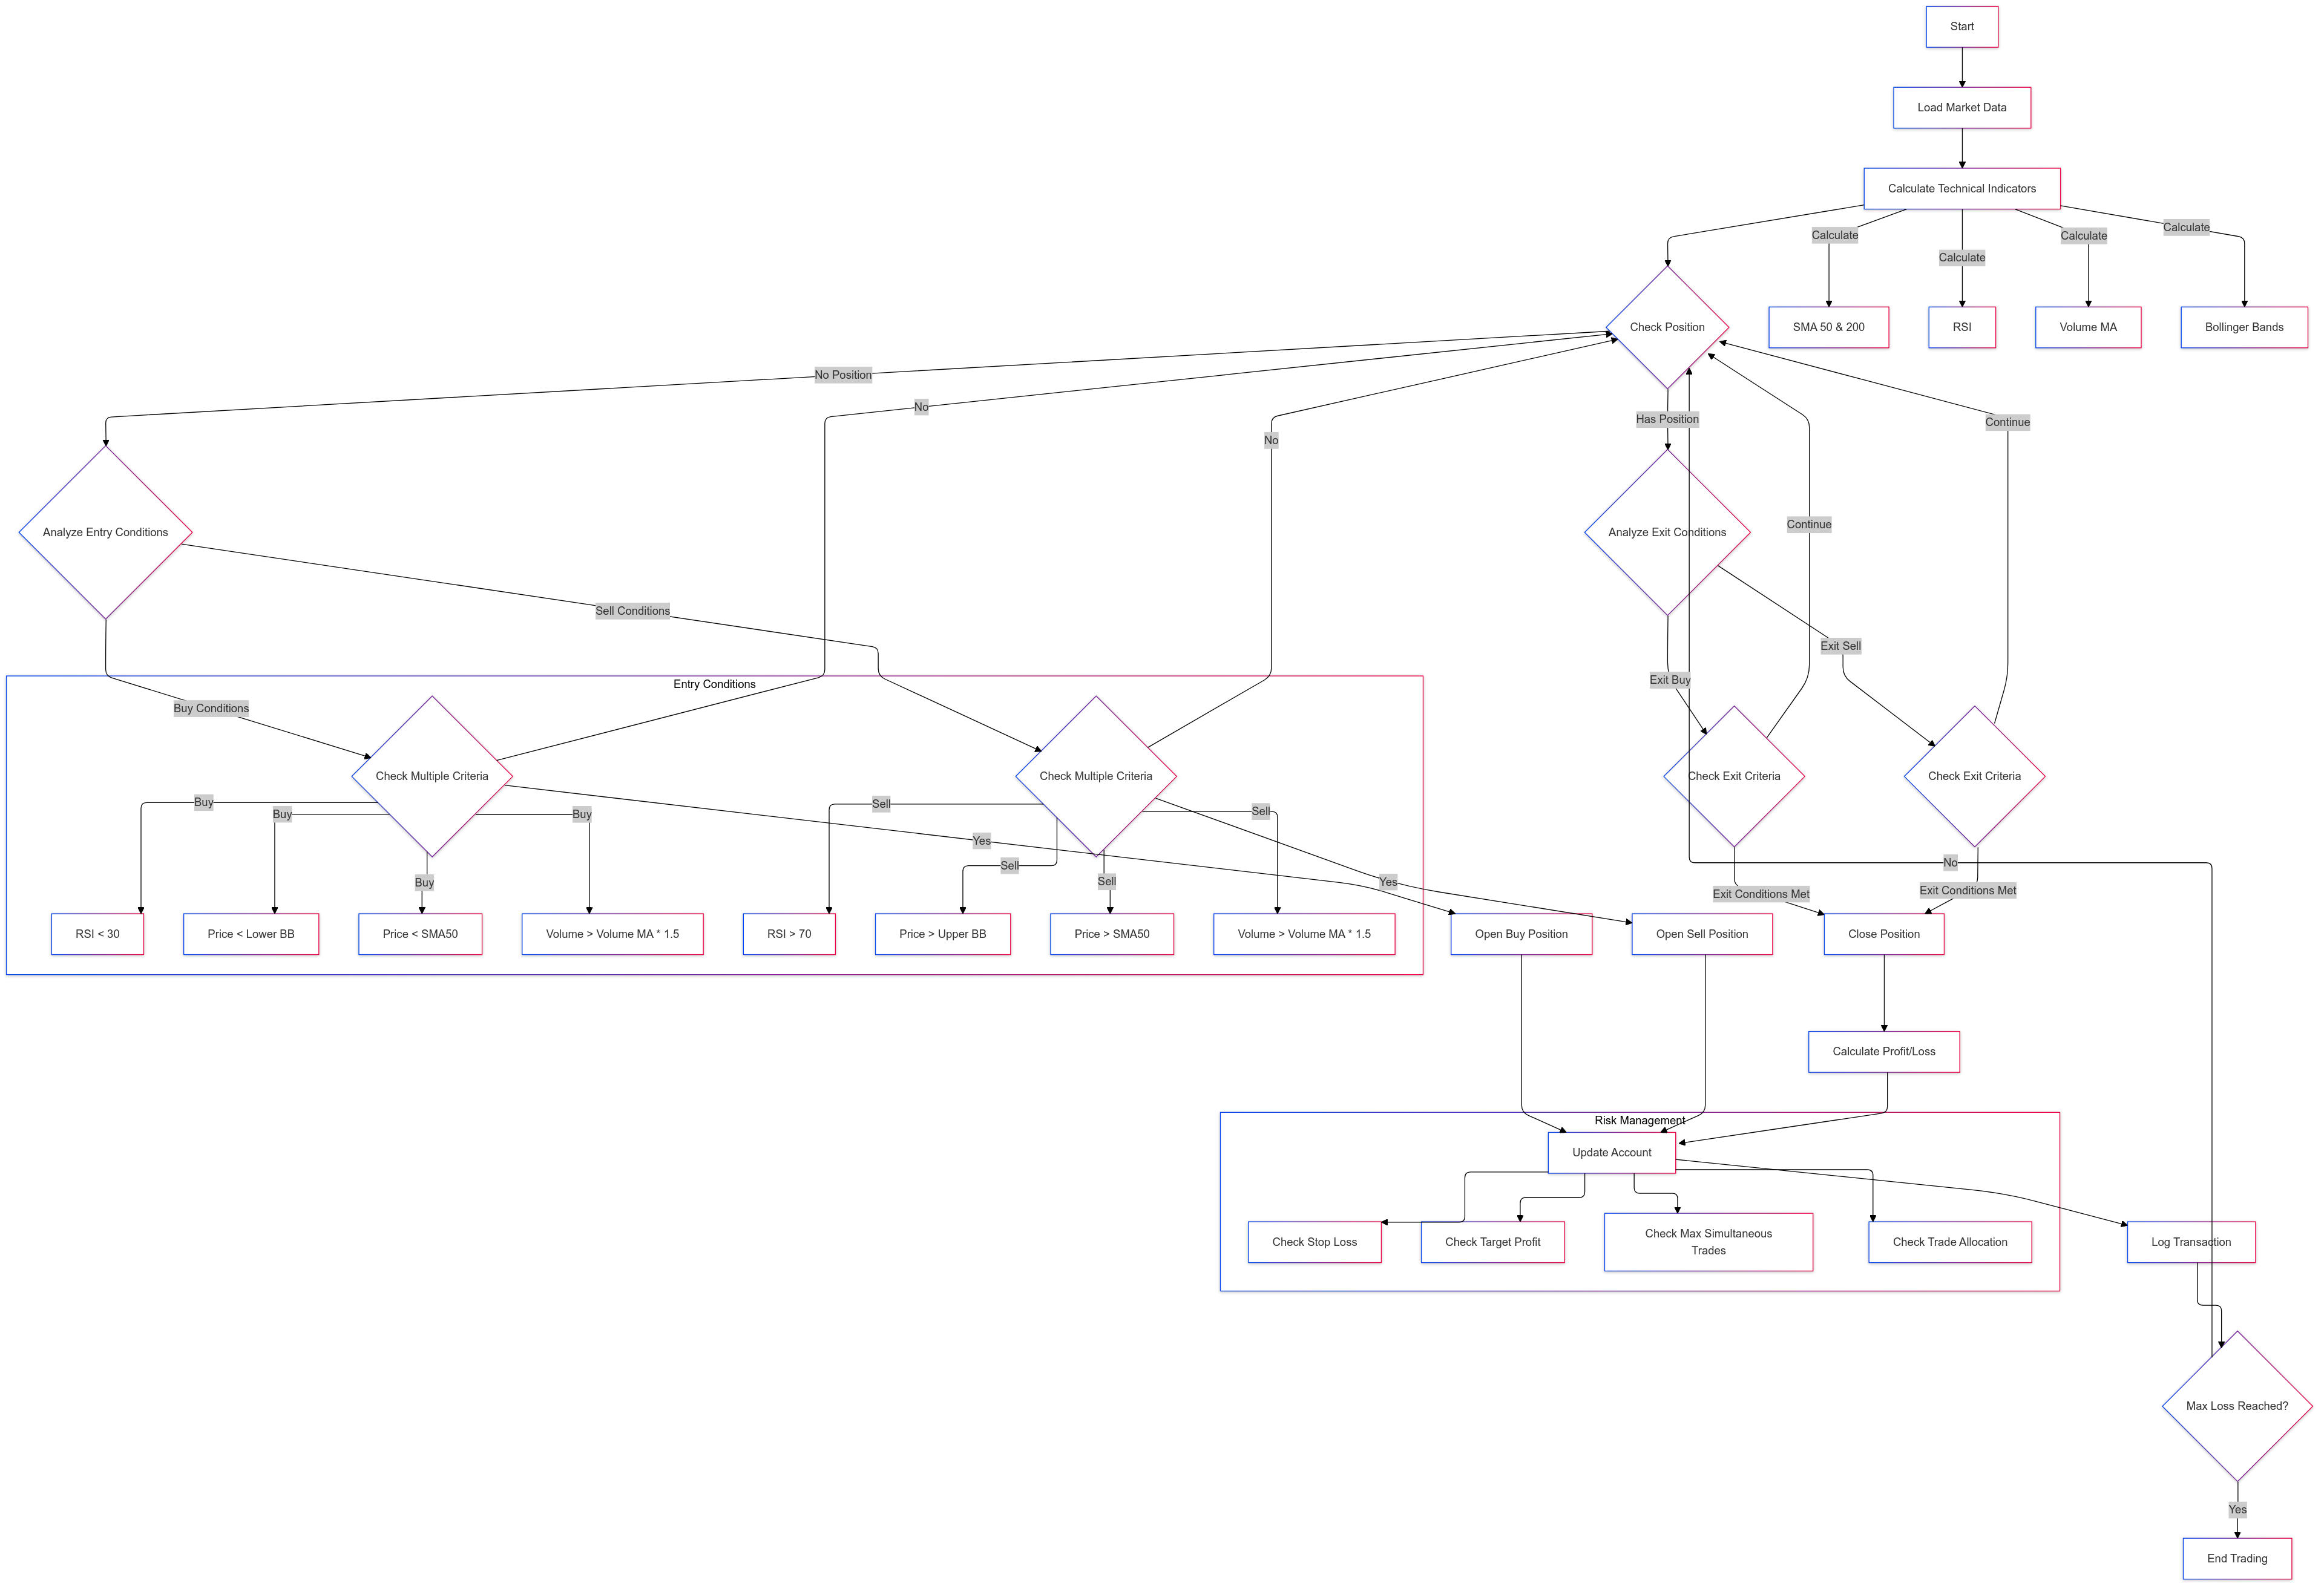 Start
Load Market Data
Calculate Technical Indicators
Calculate
Calculate
Calculate
Calculate
Check Position
SMA 50 & 200
RSI
Volume MA
Bollinger Bands
No Position
No
No
Has Position
Continue
Analyze Entry Conditions
Continue
Analyze Exit Conditions
Sell Conditions
Exit Sell
Entry Conditions
Exit Buy
Buy Conditions
Check Multiple Criteria
Check Multiple Criteria
Check Exit Criteria
Check Exit Criteria
Buy
Buy
Buy
Buy
Sell
Sell
Sell
Sell
Yes
Yes
No
Exit Conditions Met
Exit Conditions Met
RSI < 30
Price < Lower BB
Price < SMA50
Volume > Volume MA * 1.5
RSI > 70
Price > Upper BB
Price > SMA50
Volume > Volume MA * 1.5
Open Buy Position
Open Sell Position
Close Position
Calculate Profit/Loss
Risk Management
Update Account
Check Stop Loss
Check Target Profit
Check Max Simultaneous
Trades
Check Trade Allocation
Log Transaction
Max Loss Reached?
Yes
End Trading